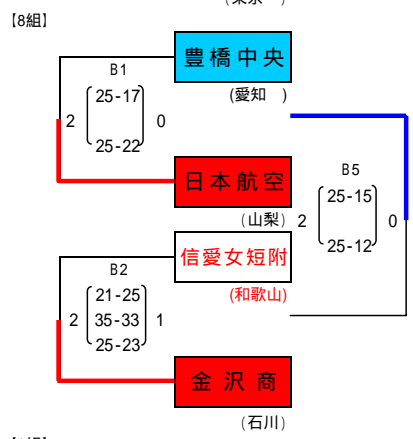 【8組】
B1
豊橋中央
(愛知　)
25-17
2 0
25-22
日本航空
(山梨)
B5
25-15
2 0
25-12
信愛女短附
(和歌山)
B2
21-25
2 35-33 1
25-23
金沢商
(石川)